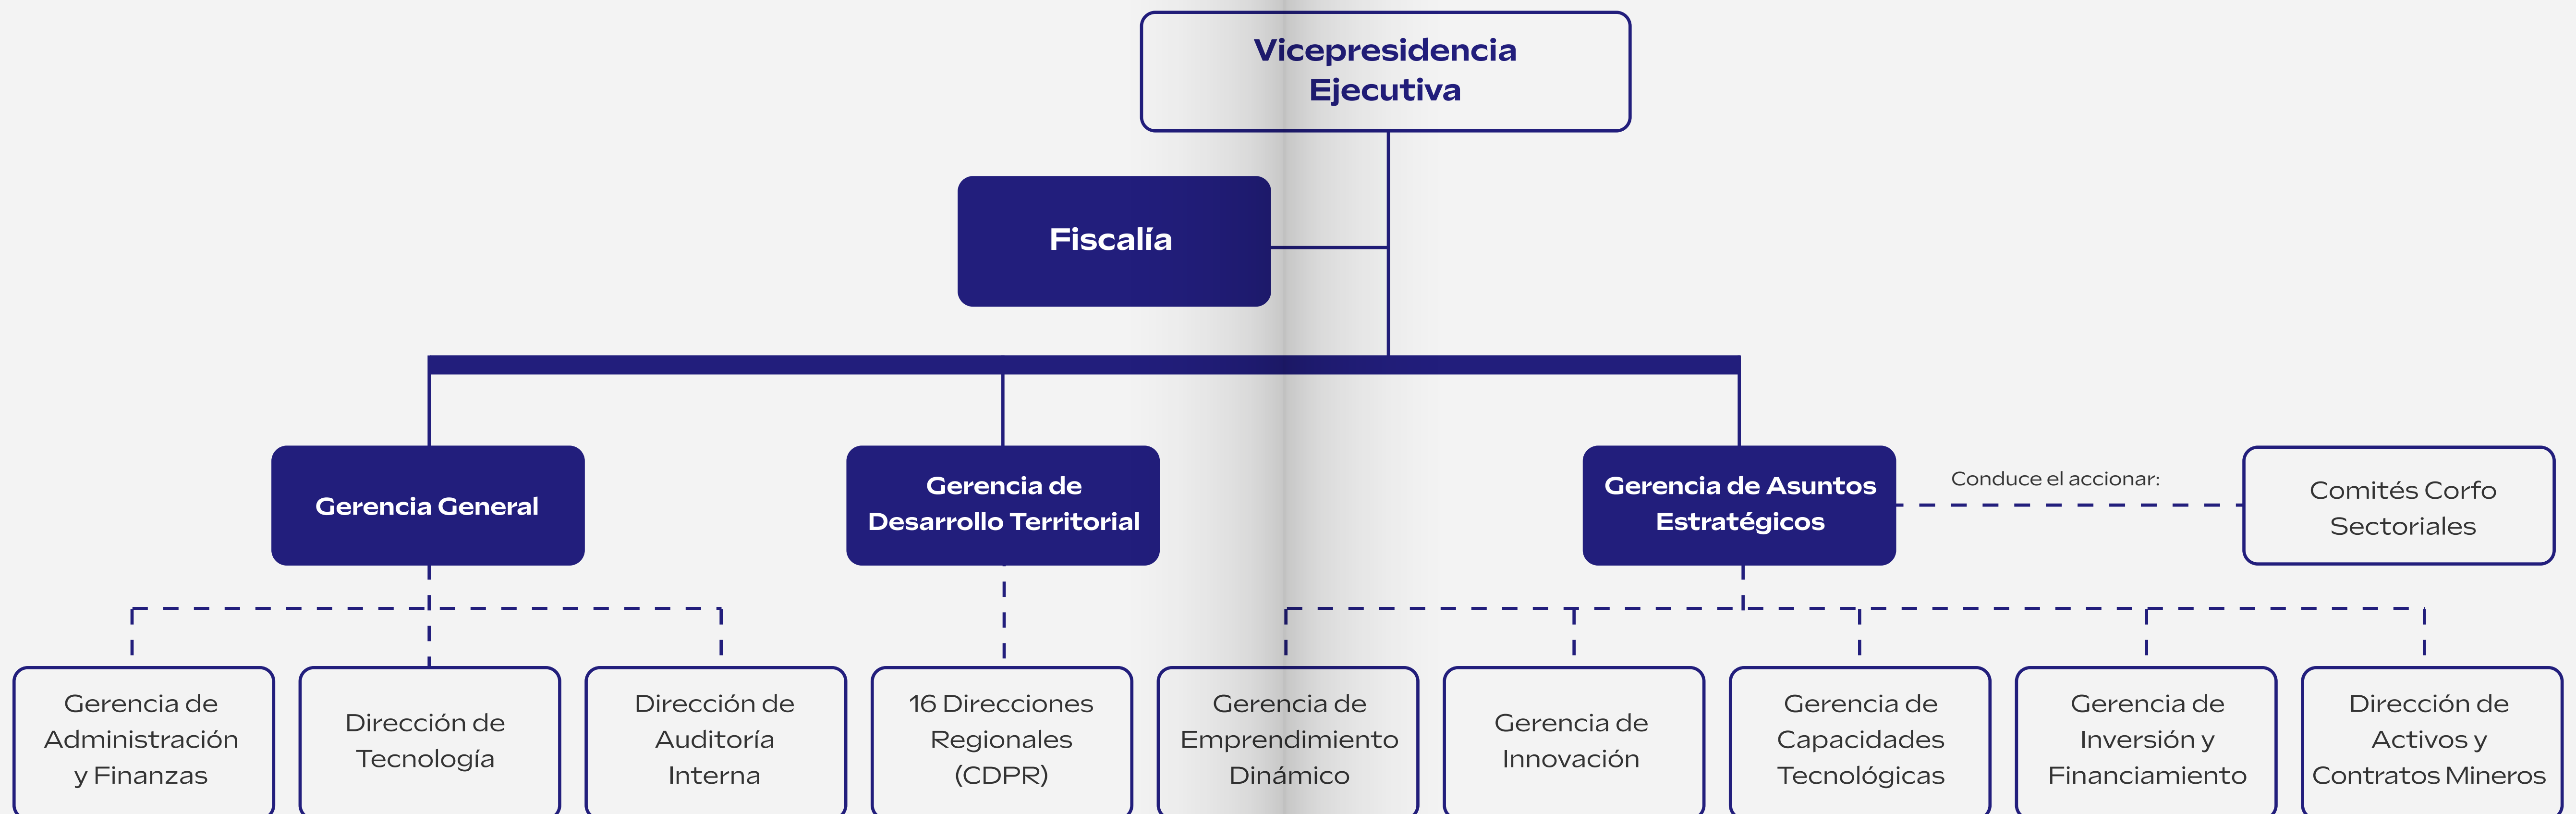 Vicepresidencia
Ejecutiva
Fiscalía
Gerencia General
Gerencia de
Desarrollo Territorial
Gerencia de Asuntos
Estratégicos
Conduce el accionar:
Comités Corfo
Sectoriales
Gerencia de
Administración
y Finanzas
Dirección de
Tecnología
Dirección de
Auditoría
Interna
16 Direcciones
Regionales
(CDPR)
Gerencia de
Emprendimiento
Dinámico
Gerencia de
Innovación
Gerencia de
Capacidades
Tecnológicas
Gerencia de
Inversión y
Financiamiento
Dirección de
Activos y
Contratos Mineros